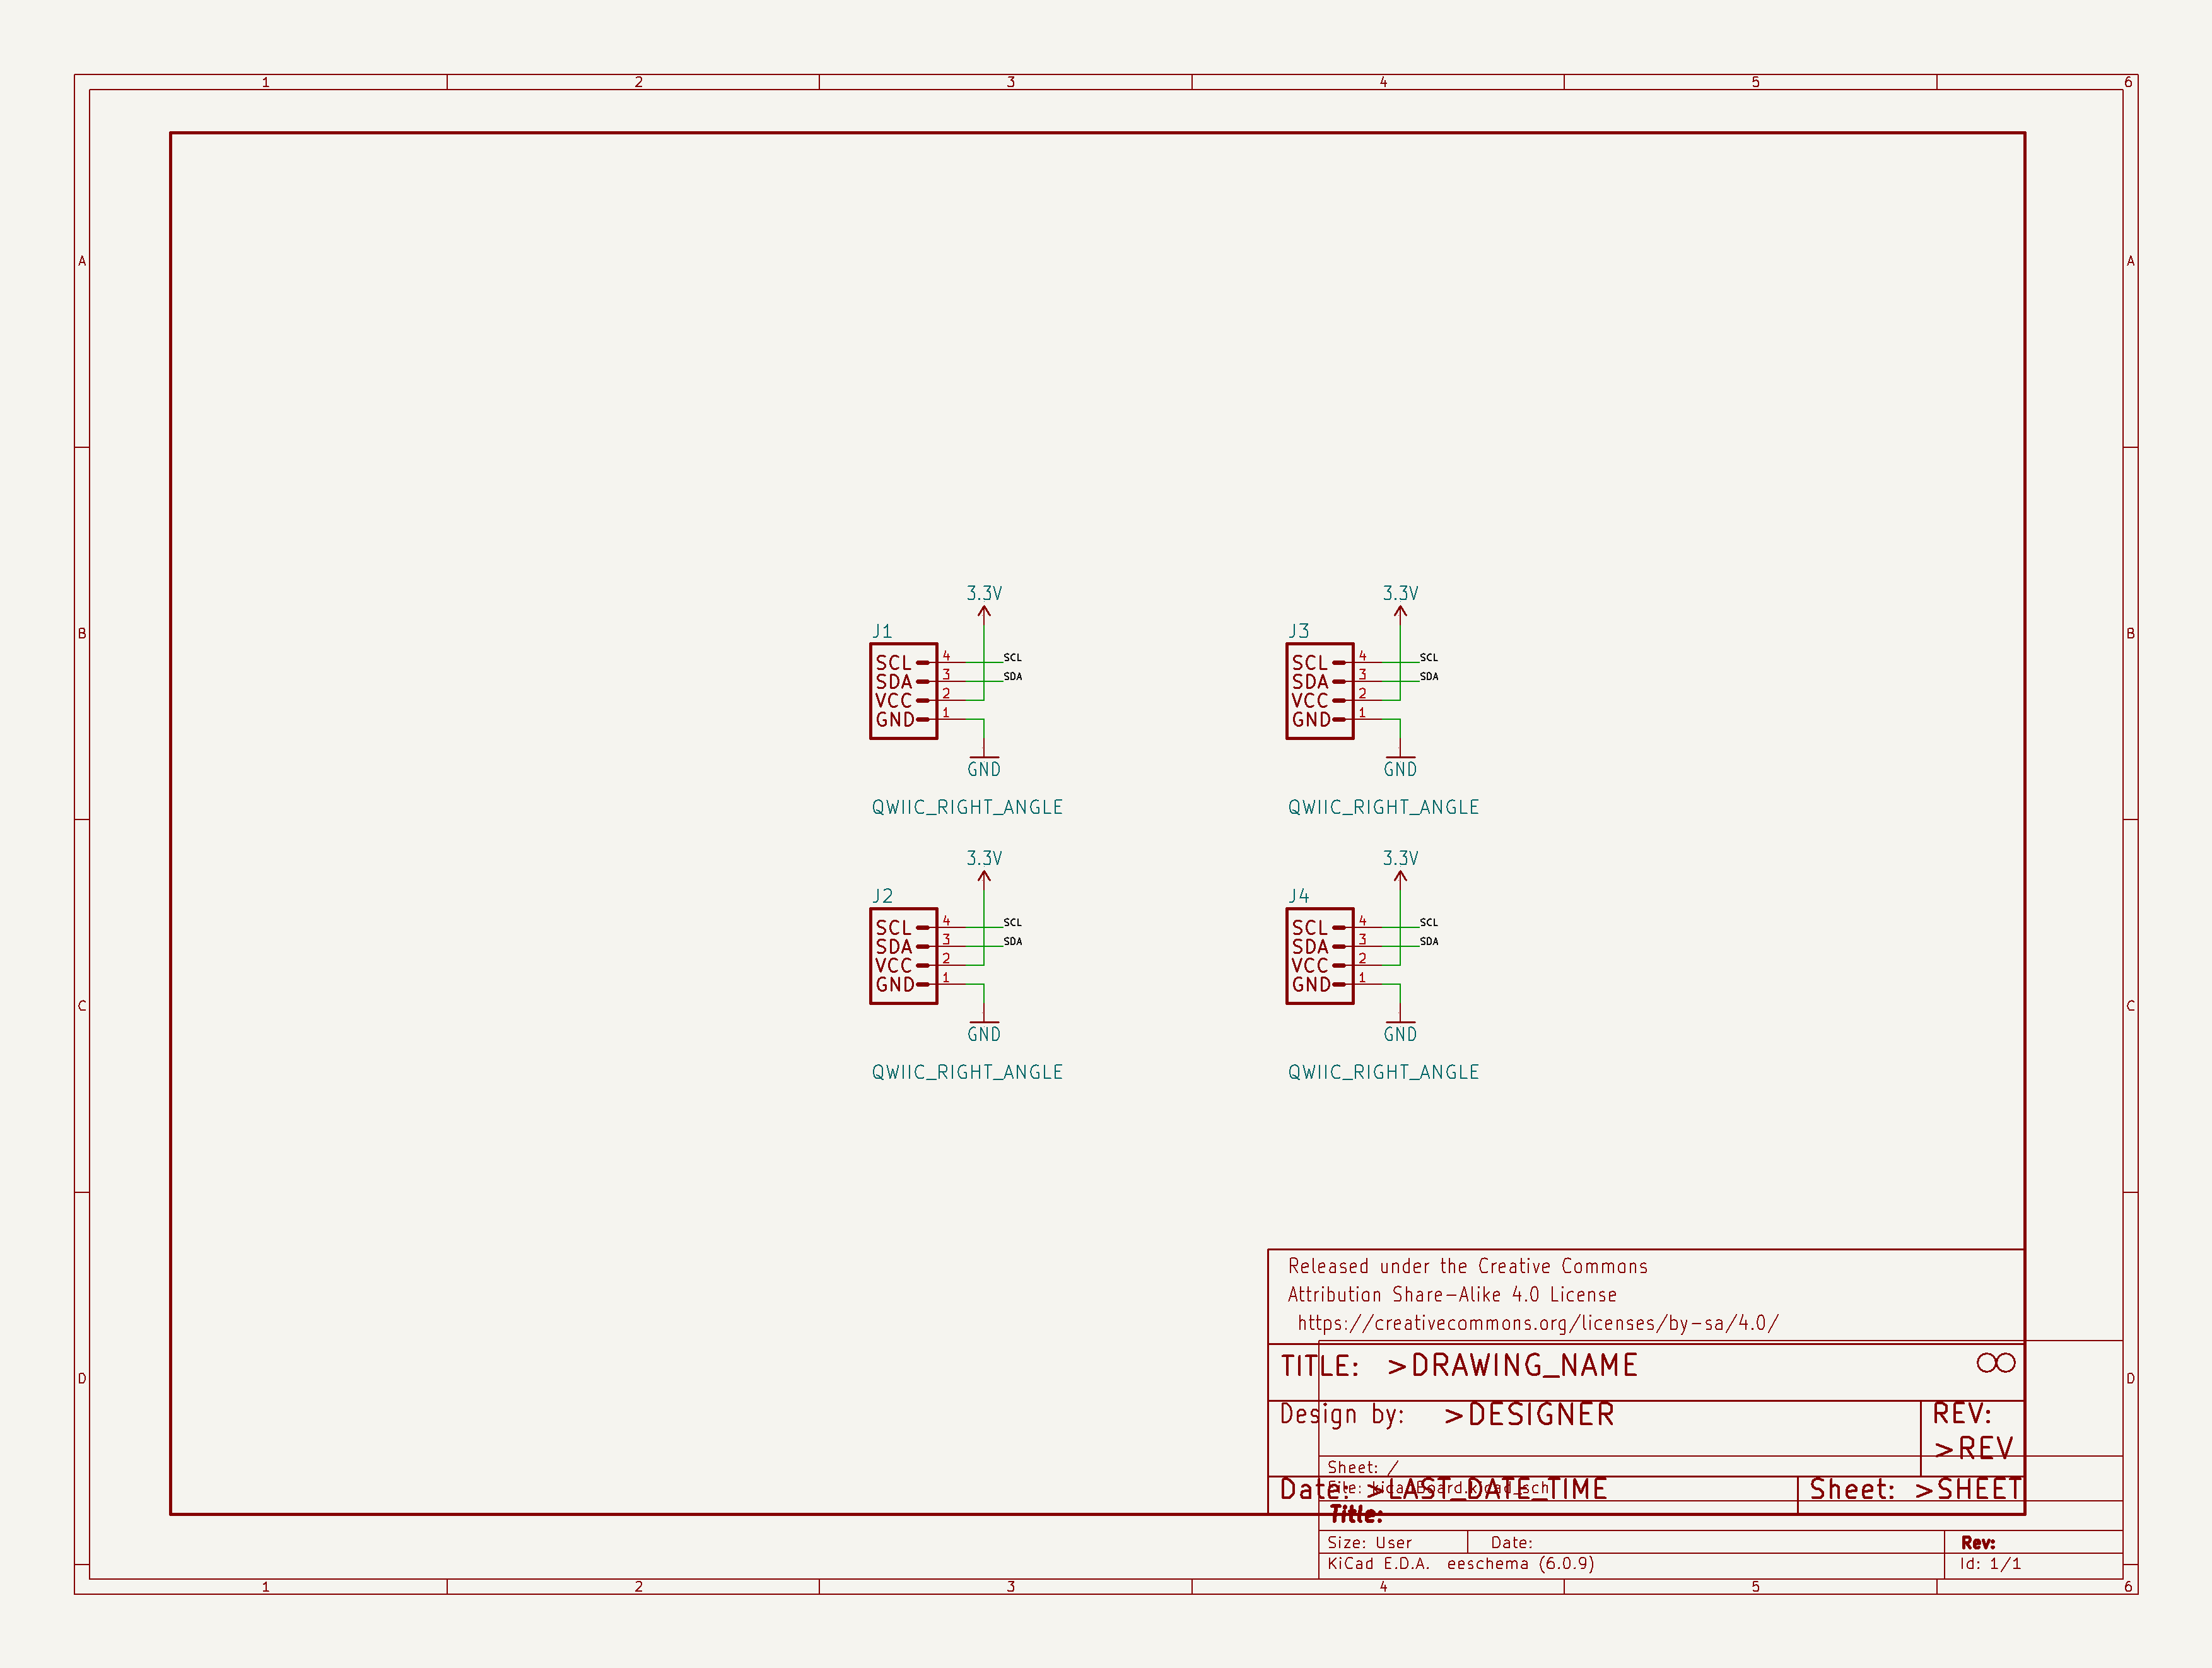 1 2 3 4 5 6
A A
3.3V 3.3V
J1 J3
B B
SCL 4 SCL SCL 4 SCL
SDA 3 SDA SDA 3 SDA
VCC 2 VCC 2
GND 1 GND 1
GND GND
QWIIC_RIGHT_ANGLE QWIIC_RIGHT_ANGLE
3.3V 3.3V
J2 J4
SCL 4 SCL SCL 4 SCL
SDA 3 SDA SDA 3 SDA
VCC 2 VCC 2
GND 1 GND 1
C C
GND GND
QWIIC_RIGHT_ANGLE QWIIC_RIGHT_ANGLE
Released under the Creative Commons
Attribution Share-Alike 4.0 License
https://creativecommons.org/licenses/by-sa/4.0/
TITLE: >DRAWING_NAME
D D
Design by: >DESIGNER
REV:
>REV
Sheet: /
File: kicadBoard.kicad_sch
Date: >LAST_DATE_TIME
Sheet: >SHEET
Title:
Size: User Date: Rev:
KiCad E.D.A. eeschema (6.0.9) Id: 1/1
1 2 3 4 5 6